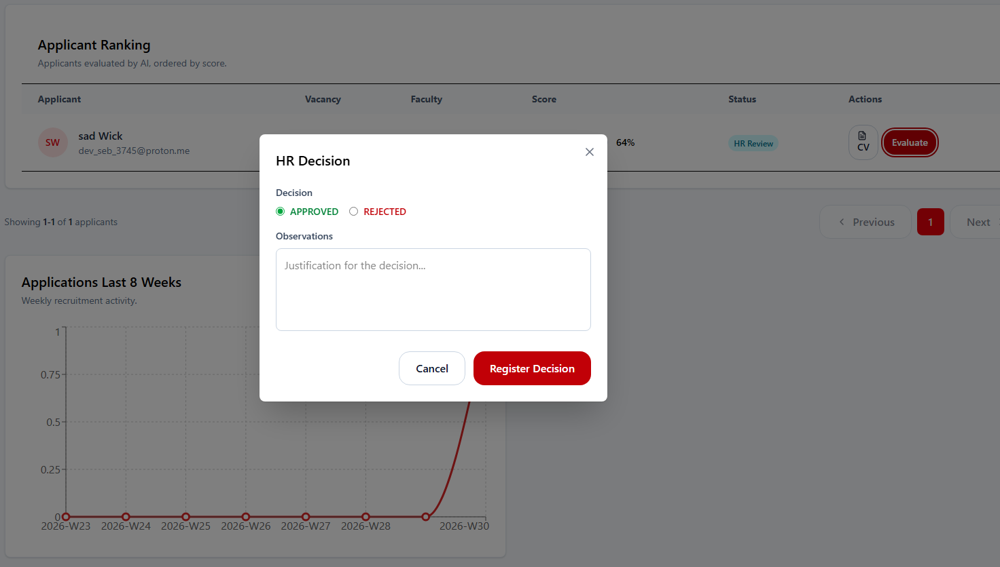 Applicant Ranking
Applicants evaluated by AI, ordered by score.
Applicant Vacancy Faculty Score Status Actions
SW sad Wick
dev_seb_3745@proton.me
64% HR Review CV Evaluate
HR Decision
Decision
APPROVED REJECTED
Observations
Justification for the decision...
Cancel Register Decision
Showing 1-1 of 1 applicants
Previous 1 Next
Applications Last 8 Weeks
Weekly recruitment activity.
1
0.75
0.5
0.25
0
2026-W23 2026-W24 2026-W25 2026-W26 2026-W27 2026-W28 2026-W30